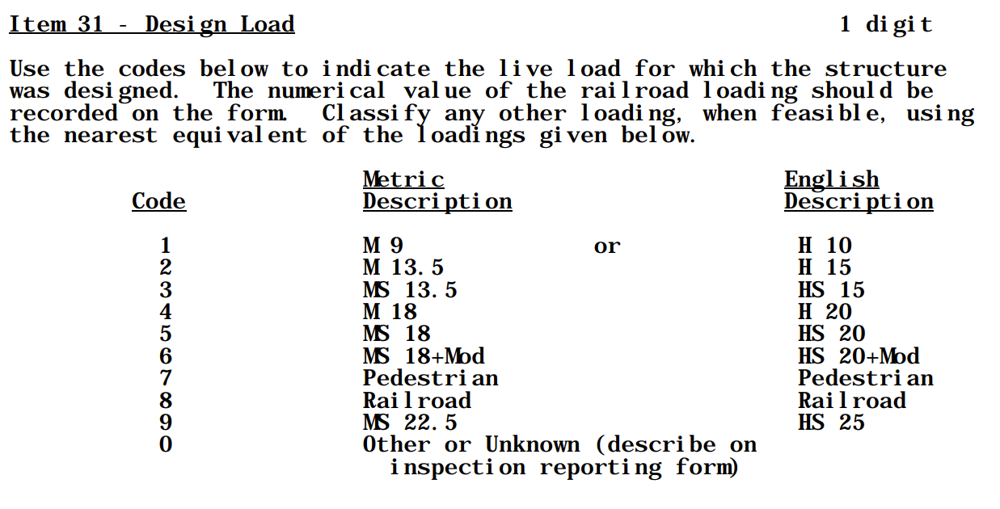 Item 31 - Design Load 1 digit
Use the codes below to indicate the live load for which the structure
was designed. The numerical value of the railroad loading should be
recorded on the form. Classify any other loading, when feasible, using
the nearest equivalent of the loadings given below.
Metric English
Code Description Description
1 M 9 or H 10
2 M 13.5 H 15
3 MS 13.5 HS 15
4 M 18 H 20
5 MS 18 HS 20
6 MS 18+Mod HS 20+Mod
7 Pedestrian Pedestrian
8 Railroad Railroad
9 MS 22.5 HS 25
0 Other or Unknown (describe on
inspection reporting form)